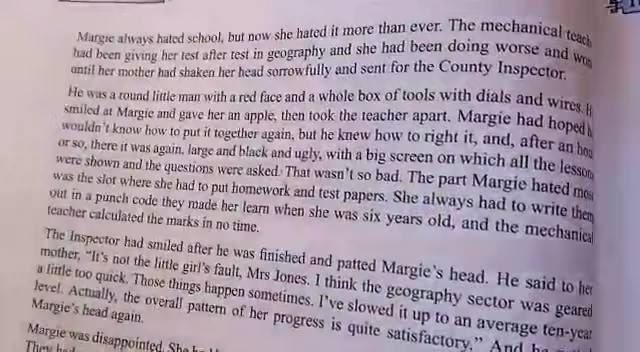 Margie always hated school, but now she hated it more than ever. The mechanical teach
had been giving her test after test in geography and she had been doing worse and wor
until her mother had shaken her head sorrowfully and sent for the County Inspector.
He was a round little man with a red face and a whole box of tools with dials and wires. H
smiled at Margie and gave her an apple, then took the teacher apart. Margie had hoped h
wouldn't know how to put it together again, but he knew how to right it, and, after an hou
or so, there it was again, large and black and ugly, with a big screen on which all the lesson
were shown and the questions were asked. That wasn't so bad. The part Margie hated mos
was the slot where she had to put homework and test papers. She always had to write them
out in a punch code they made her learn when she was six years old, and the mechanical
teacher calculated the marks in no time.
The Inspector had smiled after he was finished and patted Margie's head. He said to her
mother, “It's not the little girl's fault, Mrs Jones. I think the geography sector was geared
a little too quick. Those things happen sometimes. I've slowed it up to an average ten-year
level. Actually, the overall pattern of her progress is quite satisfactory.” And he
Margie's head again.
Margie was disappointed. She
They had